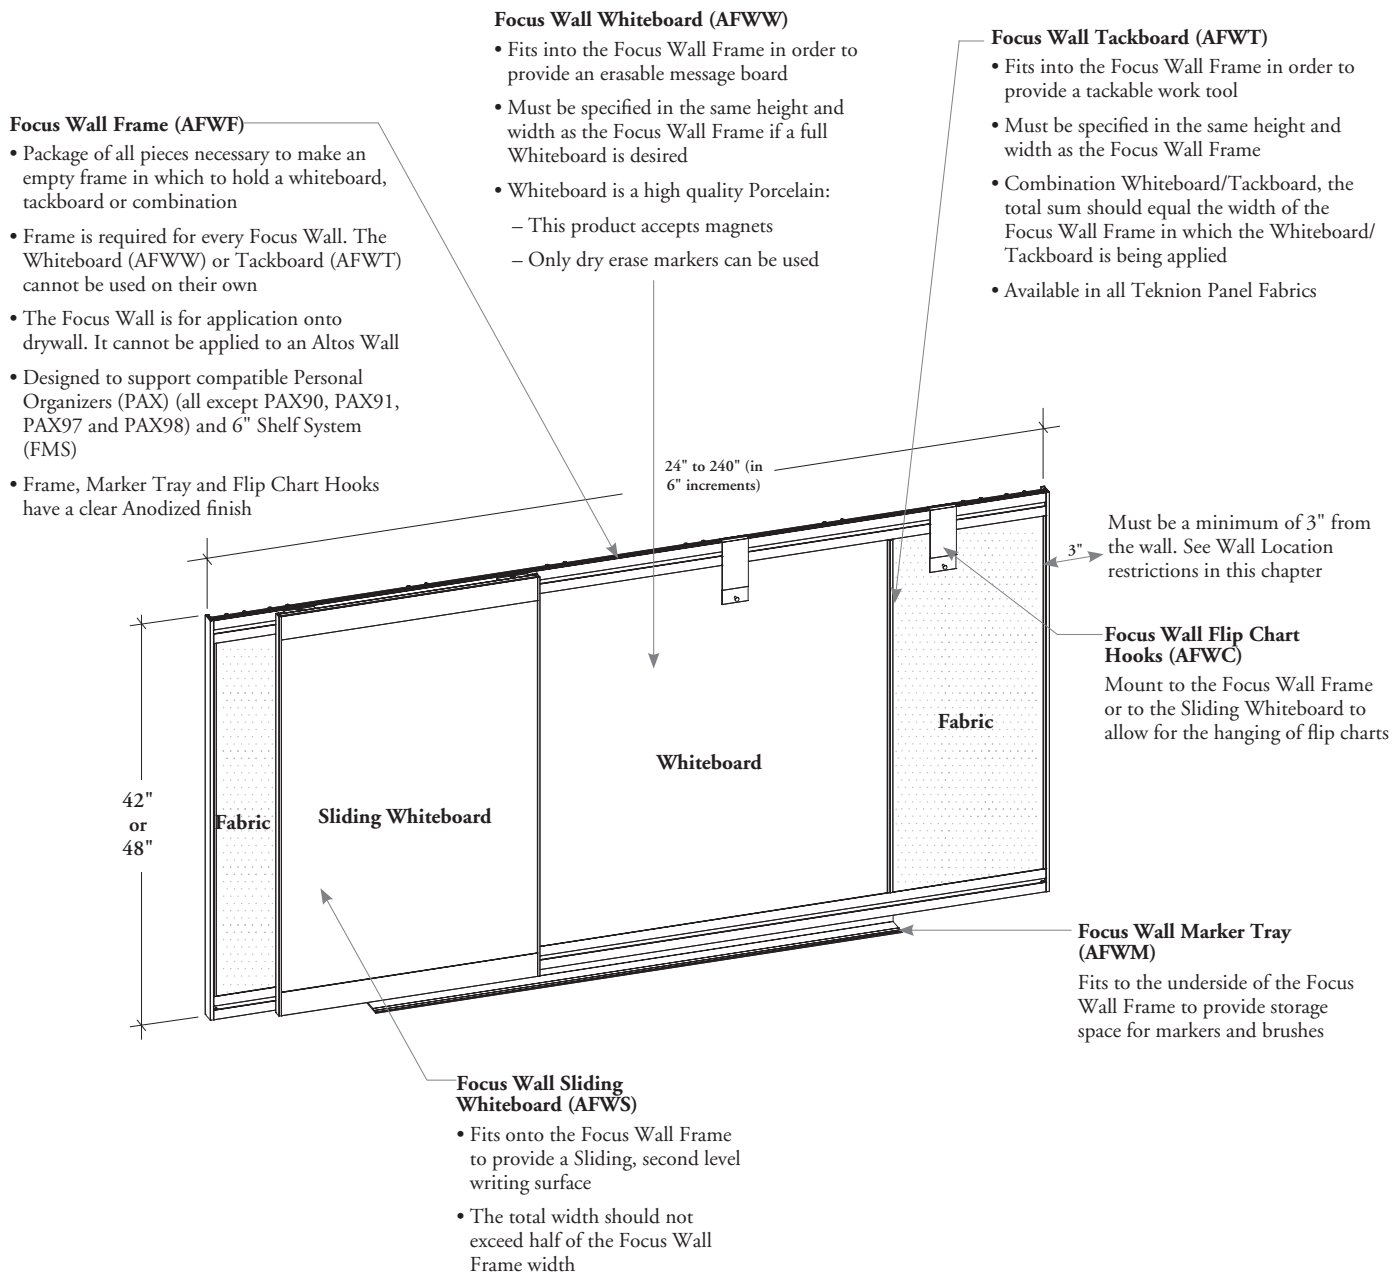 Focus Wall Whiteboard (AFWW)
• Fits into the Focus Wall Frame in order to
provide an erasable message board
• Must be specified in the same height and
width as the Focus Wall Frame if a full
Whiteboard is desired
• Whiteboard is a high quality Porcelain:
– This product accepts magnets
– Only dry erase markers can be used
Focus Wall Tackboard (AFWT)
• Fits into the Focus Wall Frame in order to
provide a tackable work tool
• Must be specified in the same height and
width as the Focus Wall Frame
• Combination Whiteboard/Tackboard, the
total sum should equal the width of the
Focus Wall Frame in which the Whiteboard/
Tackboard is being applied
• Available in all Teknion Panel Fabrics
Focus Wall Frame (AFWF)
• Package of all pieces necessary to make an
empty frame in which to hold a whiteboard,
tackboard or combination
• Frame is required for every Focus Wall. The
Whiteboard (AFWW) or Tackboard (AFWT)
cannot be used on their own
• The Focus Wall is for application onto
drywall. It cannot be applied to an Altos Wall
• Designed to support compatible Personal
Organizers (PAX) (all except PAX90, PAX91,
PAX97 and PAX98) and 6" Shelf System
(FMS)
• Frame, Marker Tray and Flip Chart Hooks
have a clear Anodized finish
24" to 240" (in
6" increments)
3"
Must be a minimum of 3" from
the wall. See Wall Location
restrictions in this chapter
Focus Wall Flip Chart
Hooks (AFWC)
Mount to the Focus Wall Frame
or to the Sliding Whiteboard to
allow for the hanging of flip charts
Fabric
Whiteboard
Sliding Whiteboard
Fabric
42"
or
48"
Focus Wall Marker Tray
(AFWM)
Fits to the underside of the Focus
Wall Frame to provide storage
space for markers and brushes
Focus Wall Sliding
Whiteboard (AFWS)
• Fits onto the Focus Wall Frame
to provide a Sliding, second level
writing surface
• The total width should not
exceed half of the Focus Wall
Frame width